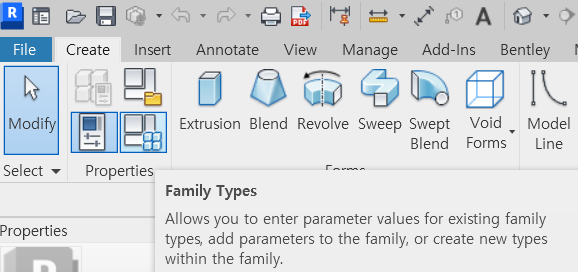 R
File Create Insert Annotate View Manage Add-Ins Bentley
Modify Extrusion Blend Revolve Sweep Swept Blend Void Forms Model Line
Select Properties Forms
Family Types
Allows you to enter parameter values for existing family
types, add parameters to the family, or create new types
within the family.
Properties
R